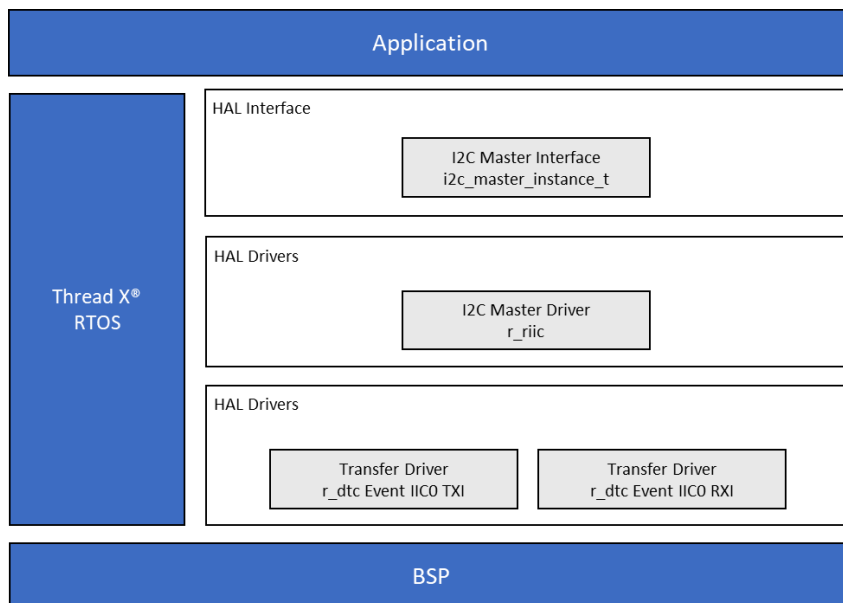 Application
Thread X®
RTOS
HAL Interface
I2C Master Interface
i2c_master_instance_t
HAL Drivers
I2C Master Driver
r_riic
HAL Drivers
Transfer Driver
r_dtc Event IIC0 TXI
Transfer Driver
r_dtc Event IIC0 RXI
BSP